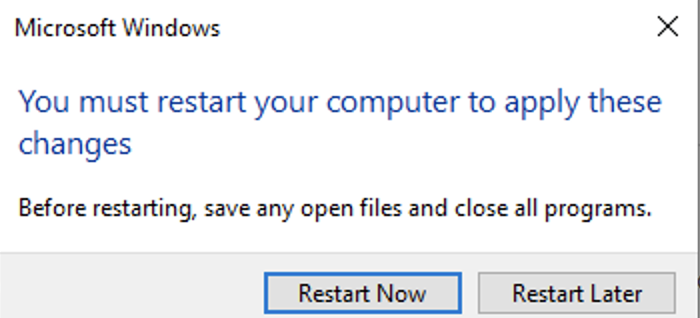 Microsoft Windows
You must restart your computer to apply these
changes
Before restarting, save any open files and close all programs.
Restart Now
Restart Later